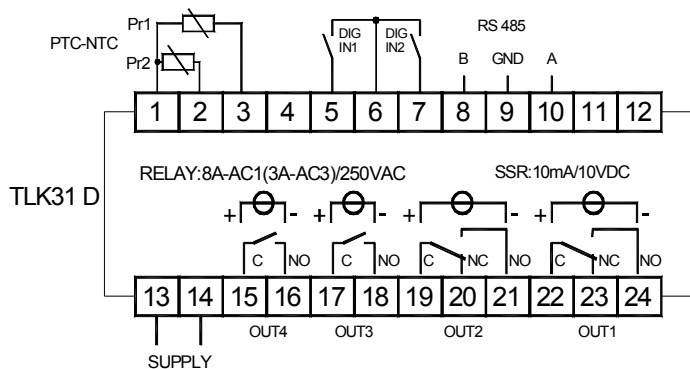 Pr1
PTC-NTC
Pr2
DIG IN1
DIG IN2
RS 485
B GND A
1 2 3 4 5 6 7 8 9 10 11 12
TLK31 D
RELAY:8A-AC1(3A-AC3)/250VAC SSR:10mA/10VDC
+ - + - + - + -
C NO C NO C NC NO C NC NO
13 14 15 16 17 18 19 20 21 22 23 24
OUT4 OUT3 OUT2 OUT1
SUPPLY